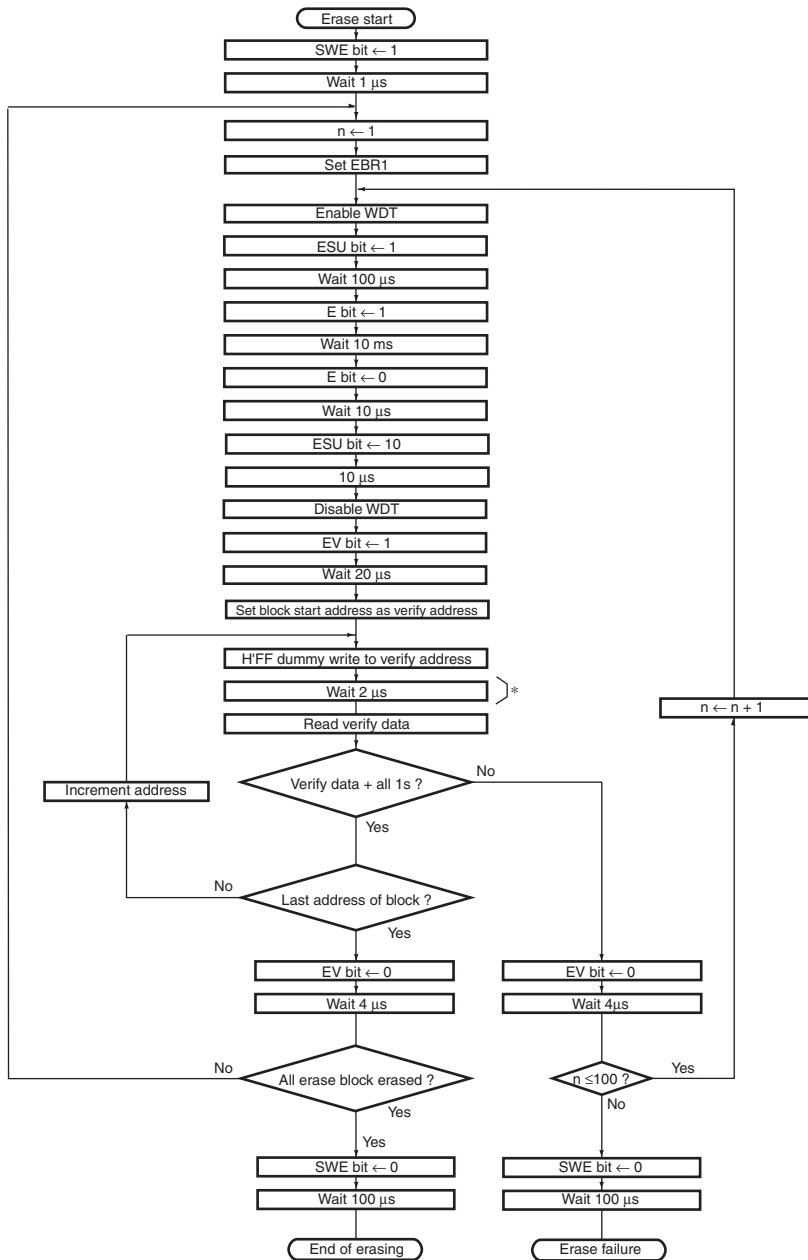 Erase start
SWE bit ← 1
Wait 1 μs
n ← 1
Set EBR1
Enable WDT
ESU bit ← 1
Wait 100 μs
E bit ← 1
Wait 10 ms
E bit ← 0
Wait 10 μs
ESU bit ← 10
10 μs
Disable WDT
EV bit ← 1
Wait 20 μs
Set block start address as verify address
H'FF dummy write to verify address
Wait 2 μs
*
n ← n + 1
Read verify data
Verify data + all 1s ?
No
Increment address
Yes
No
Last address of block ?
Yes
EV bit ← 0
EV bit ← 0
Wait 4 μs
Wait 4μs
No
All erase block erased ?
n ≤100 ?
Yes
Yes
No
Yes
SWE bit ← 0
SWE bit ← 0
Wait 100 μs
Wait 100 μs
End of erasing
Erase failure